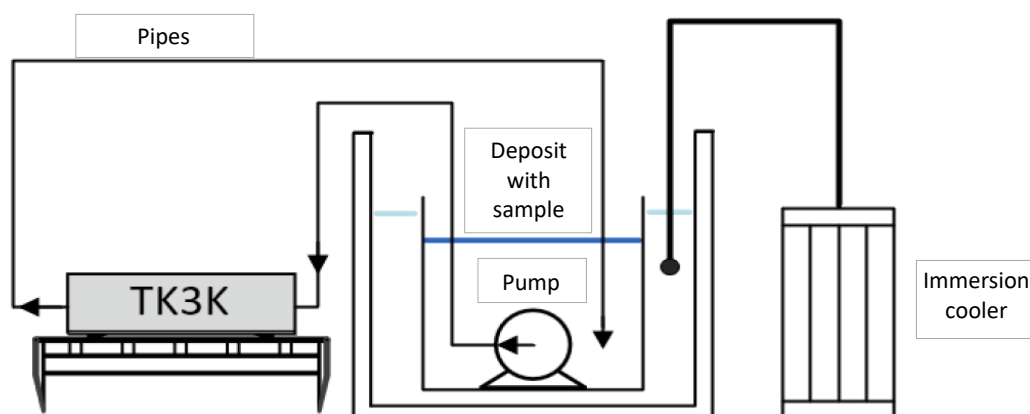 Pipes
Deposit
with
sample
Pump
TK3K
Immersion
cooler